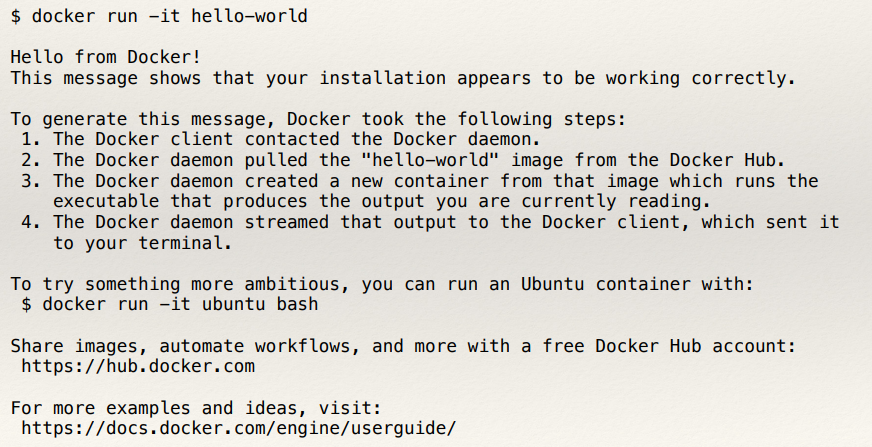 $ docker run -it hello-world
Hello from Docker!
This message shows that your installation appears to be working correctly.
To generate this message, Docker took the following steps:
1. The Docker client contacted the Docker daemon.
2. The Docker daemon pulled the "hello-world" image from the Docker Hub.
3. The Docker daemon created a new container from that image which runs the
executable that produces the output you are currently reading.
4. The Docker daemon streamed that output to the Docker client, which sent it
to your terminal.
To try something more ambitious, you can run an Ubuntu container with:
$ docker run -it ubuntu bash
Share images, automate workflows, and more with a free Docker Hub account:
https://hub.docker.com
For more examples and ideas, visit:
https://docs.docker.com/engine/userguide/